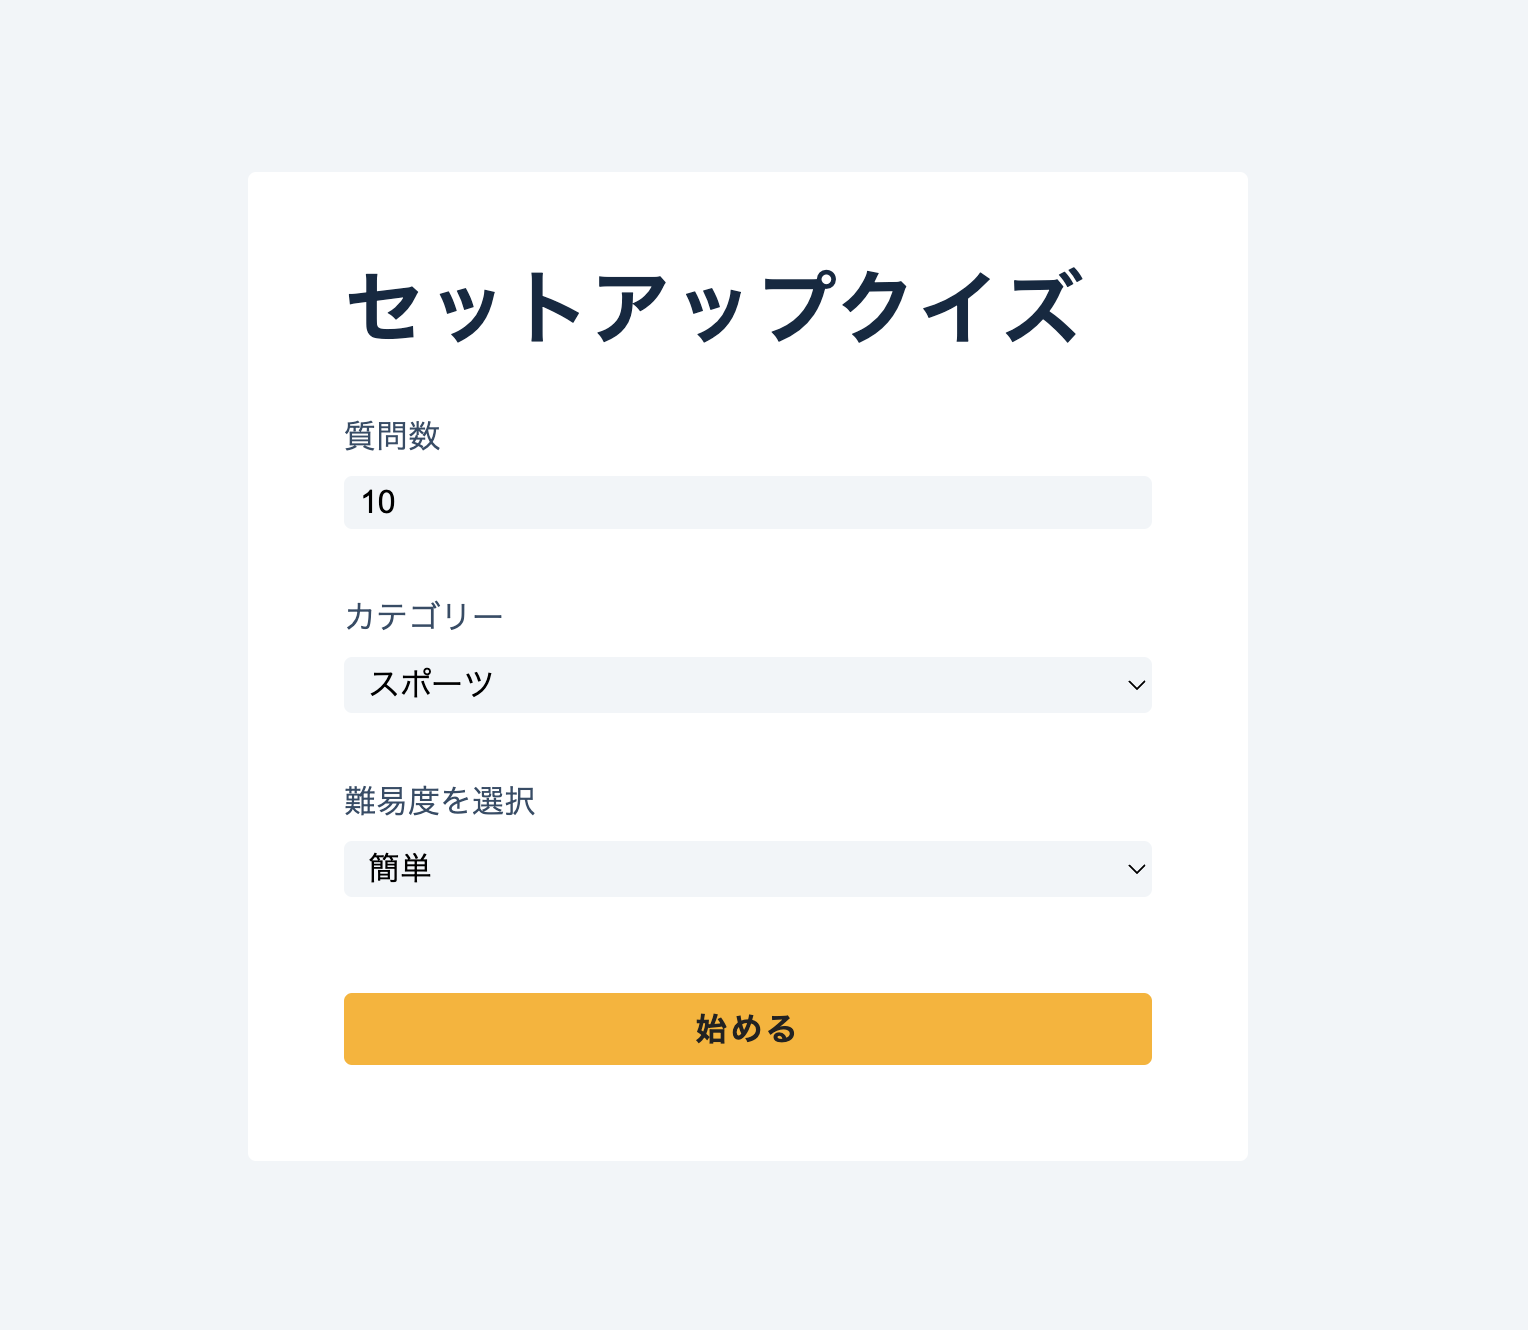 セットアップクイズ
質問数
10
カテゴリー
スポーツ
難易度を選択
簡単
始める